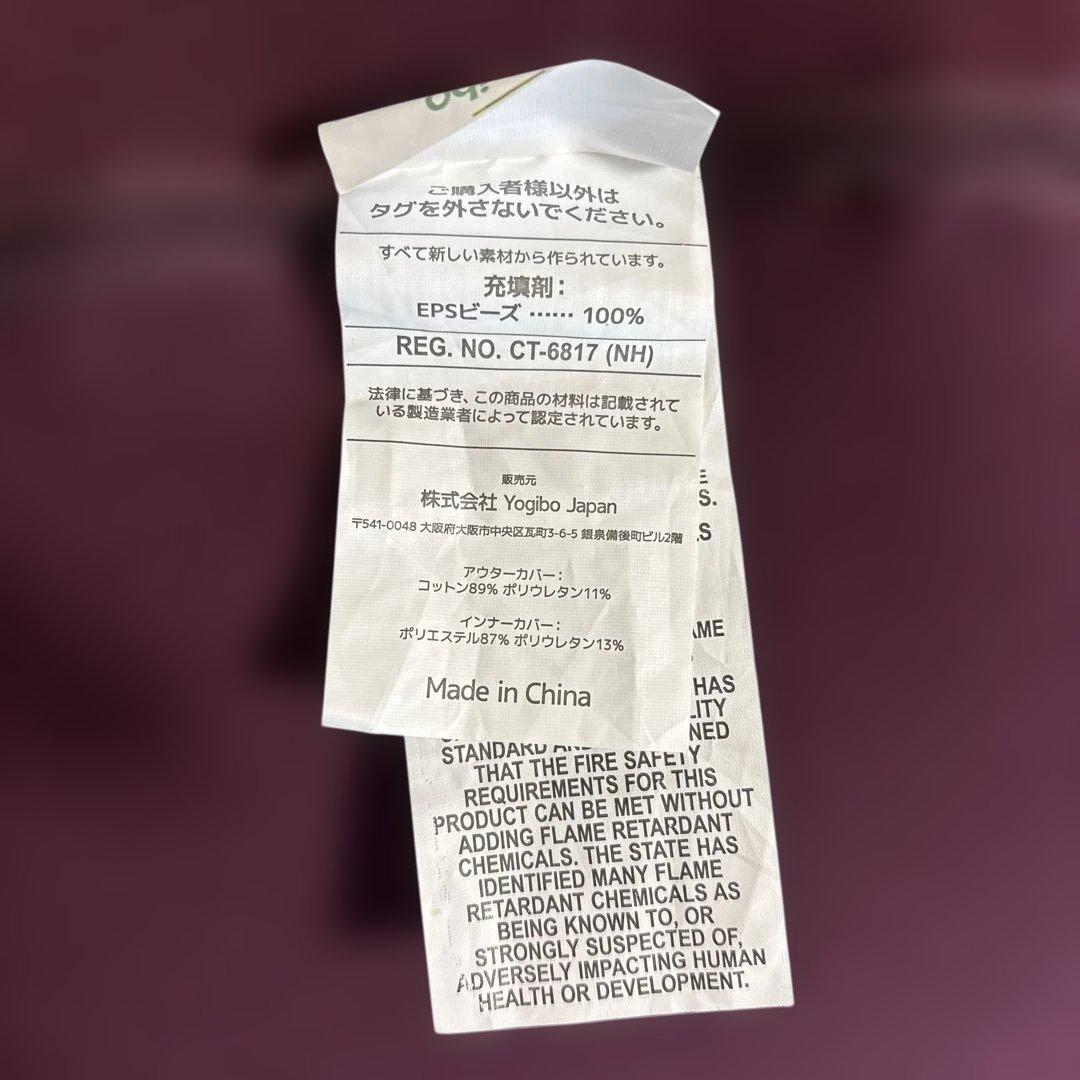 ibo
ご購入者様以外は
タグを外さないでください。
すべて新しい素材から作られています。
充填剤：
EPSビーズ …… 100%
REG. NO. CT-6817 (NH)
法律に基づき、この商品の材料は記載されて
いる製造業者によって認定されています。
販売元
株式会社 Yogibo Japan
〒541-0048 大阪府大阪市中央区瓦町3-6-5 銀泉備後町ビル2階
アウターカバー：
コットン89% ポリウレタン11%
インナーカバー：
ポリエステル87% ポリウレタン13%
Made in China
E
S.
LS
AME
HAS
LITY
NED
STANDARD AND
THAT THE FIRE SAFETY
REQUIREMENTS FOR THIS
PRODUCT CAN BE MET WITHOUT
ADDING FLAME RETARDANT
CHEMICALS. THE STATE HAS
IDENTIFIED MANY FLAME
RETARDANT CHEMICALS AS
BEING KNOWN TO, OR
STRONGLY SUSPECTED OF,
ADVERSELY IMPACTING HUMAN
HEALTH OR DEVELOPMENT.